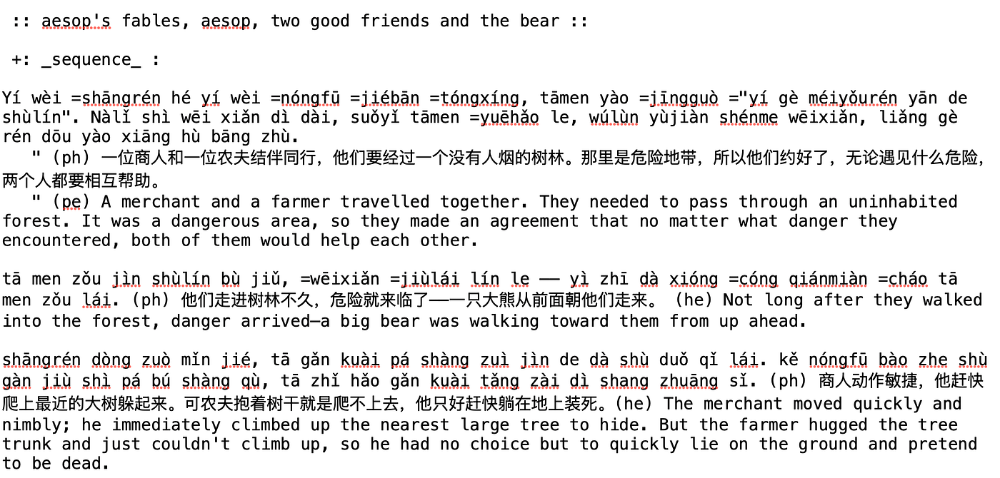 :: aesop's fables, aesop, two good friends and the bear ::
+: _sequence_ :
Yí wèi =shāngrén hé yí wèi =nóngfū =jiébān =tóngxíng, tāmen yào =jīngguò ="yí gè méiyǒurén yān de
shùlín". Nàlǐ shì wēi xiǎn dì dài, suǒyǐ tāmen =yuēhǎo le, wúlùn yùjiàn shénme wēixiǎn, liǎng gè
rén dōu yào xiāng hù bāng zhù.
" (ph) 一位商人和一位农夫结伴同行，他们要经过一个没有人烟的树林。那里是危险地带，所以他们约好了，无论遇见什么危险，
两个人都要相互帮助。
" (pe) A merchant and a farmer travelled together. They needed to pass through an uninhabited
forest. It was a dangerous area, so they made an agreement that no matter what danger they
encountered, both of them would help each other.
tā men zǒu jìn shùlín bù jiǔ, =wēixiǎn =jiùlái lín le —— yì zhī dà xióng =cóng qiánmiàn =cháo tā
men zǒu lái. (ph) 他们走进树林不久，危险就来临了——一只大熊从前面朝他们走来。 (he) Not long after they walked
into the forest, danger arrived—a big bear was walking toward them from up ahead.
shāngrén dòng zuò mǐn jié, tā gǎn kuài pá shàng zuì jìn de dà shù duǒ qǐ lái. kě nóngfū bào zhe shù
gàn jiù shì pá bú shàng qù, tā zhǐ hǎo gǎn kuài tǎng zài dì shang zhuāng sǐ. (ph) 商人动作敏捷，他赶快
爬上最近的大树躲起来。可农夫抱着树干就是爬不上去，他只好赶快躺在地上装死。(he) The merchant moved quickly and
nimbly; he immediately climbed up the nearest large tree to hide. But the farmer hugged the tree
trunk and just couldn't climb up, so he had no choice but to quickly lie on the ground and pretend
to be dead.